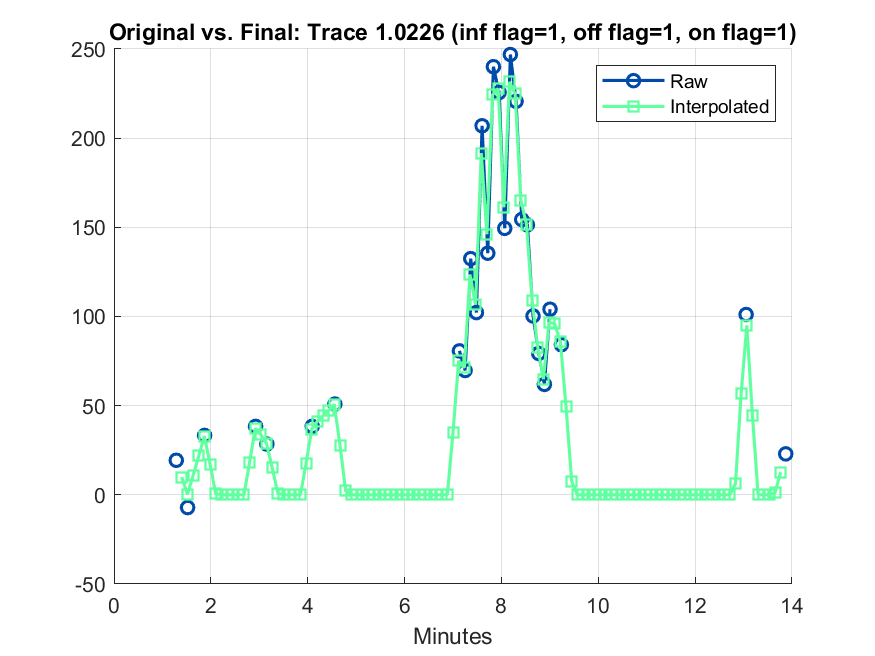 Original vs. Final: Trace 1.0226 (inf flag=1, off flag=1, on flag=1)
250
Raw
Interpolated
200
150
100
50
0
-50
0 2 4 6 8 10 12 14
Minutes